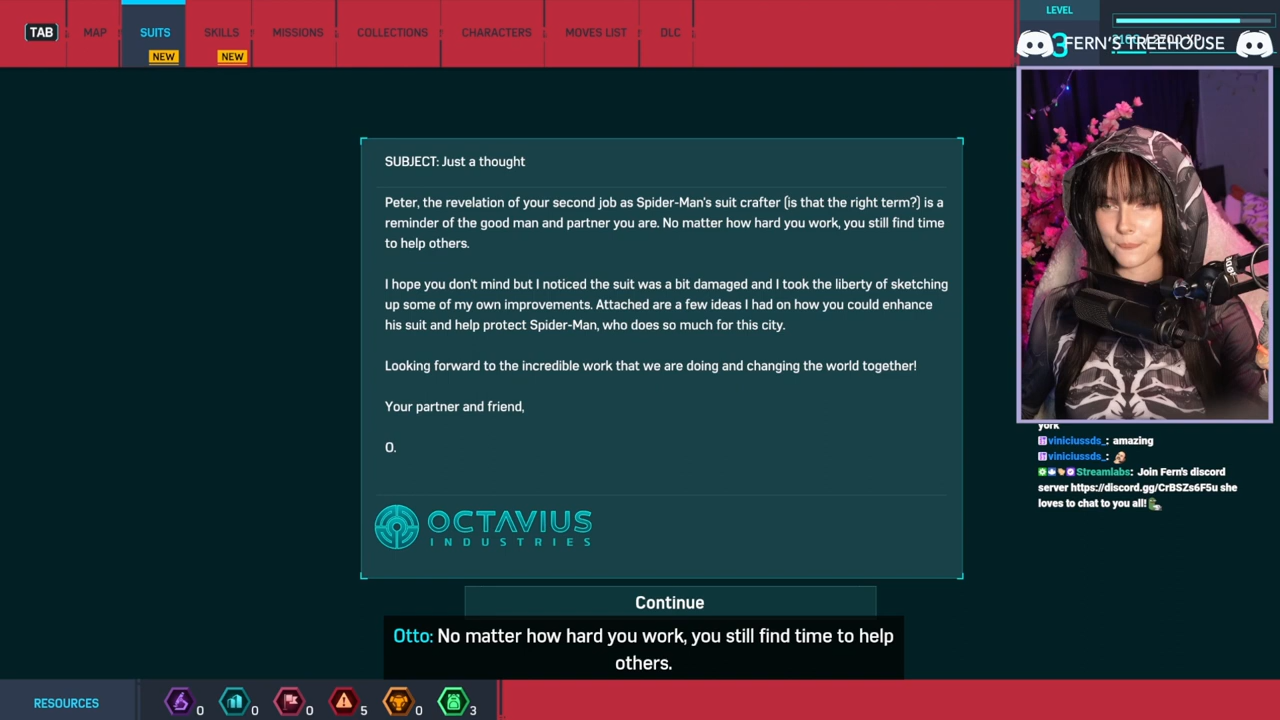 TAB MAP SUITS SKILLS MISSIONS COLLECTIONS CHARACTERS MOVES LIST DLC LEVEL
NEW NEW
3 FERN'S TREEHOUSE
SUBJECT: Just a thought
Peter, the revelation of your second job as Spider-Man's suit crafter (is that the right term?) is a
reminder of the good man and partner you are. No matter how hard you work, you still find time
to help others.
I hope you don't mind but I noticed the suit was a bit damaged and I took the liberty of sketching
up some of my own improvements. Attached are a few ideas I had on how you could enhance
his suit and help protect Spider-Man, who does so much for this city.
Looking forward to the incredible work that we are doing and changing the world together!
Your partner and friend,
O.
OCTAVIUS
INDUSTRIES
Continue
Otto: No matter how hard you work, you still find time to help
others.
york
viniciussds_: amazing
viniciussds_:
Streamlabs: Join Fern's discord
server https://discord.gg/CrBSZs6F5u she
loves to chat to you all!
RESOURCES 0 0 0 5 0 3